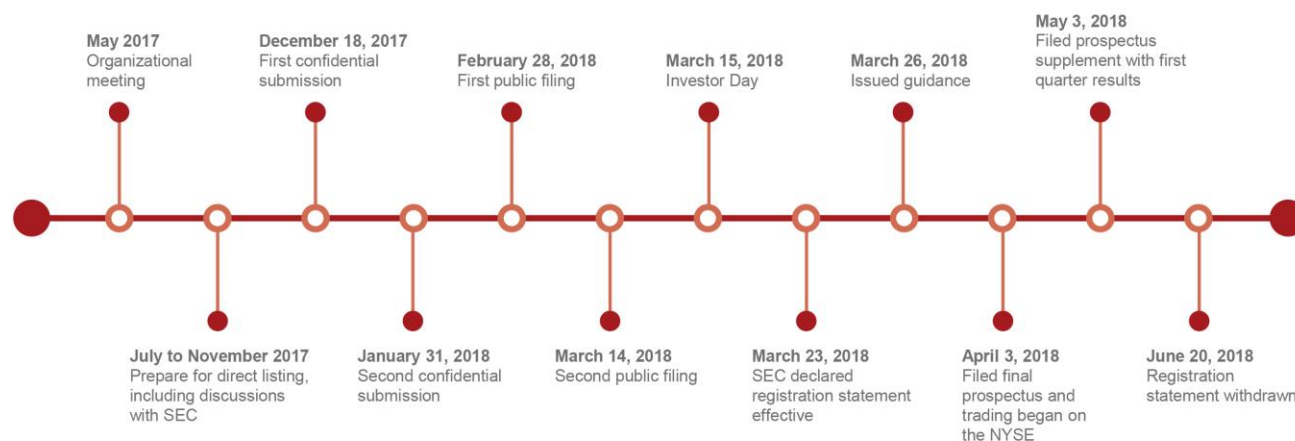 May 2017
Organizational
meeting
July to November 2017
Prepare for direct listing,
including discussions
with SEC
December 18, 2017
First confidential
submission
January 31, 2018
Second confidential
submission
February 28, 2018
First public filing
March 14, 2018
Second public filing
March 15, 2018
Investor Day
March 23, 2018
SEC declared
registration statement
effective
March 26, 2018
Issued guidance
April 3, 2018
Filed final
prospectus and
trading began on
the NYSE
May 3, 2018
Filed prospectus
supplement with first
quarter results
June 20, 2018
Registration
statement withdrawn